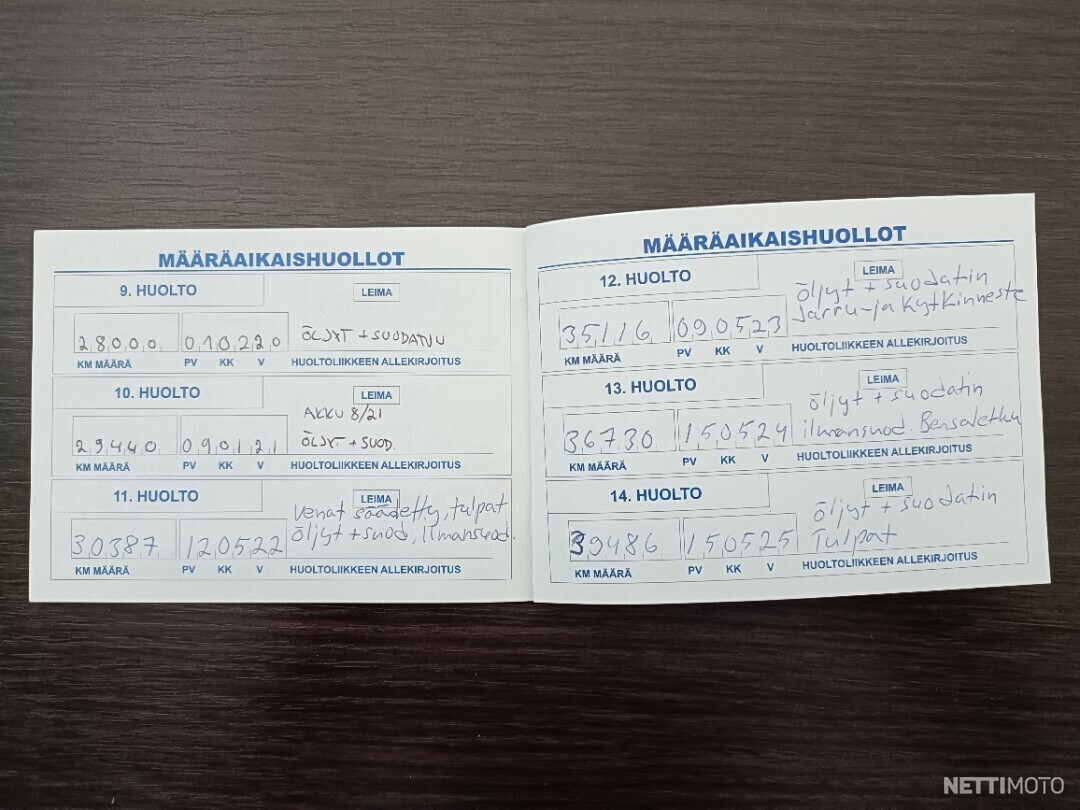 MÄÄRÄAIKAISHUOLLOT
9. HUOLTO
LEIMA
28000 010220 ÖLJYT + SUODATIN
KM MÄÄRÄ PV KK V HUOLTOLIIKKEEN ALLEKIRJOITUS
10. HUOLTO
LEIMA
AKKU 8/21
29440 090121 ÖLJYT + SUOD.
KM MÄÄRÄ PV KK V HUOLTOLIIKKEEN ALLEKIRJOITUS
11. HUOLTO
LEIMA
Venat säädetty, tulpat
30387 120522 öljyt + suod, ilmansuod.
KM MÄÄRÄ PV KK V HUOLTOLIIKKEEN ALLEKIRJOITUS
MÄÄRÄAIKAISHUOLLOT
12. HUOLTO
LEIMA
öljyt + suodatin
35116 090523 Jarru- ja kytkinneste
KM MÄÄRÄ PV KK V HUOLTOLIIKKEEN ALLEKIRJOITUS
13. HUOLTO
LEIMA
öljyt + suodatin
36730 150524 ilmansuod. Bensaletku
KM MÄÄRÄ PV KK V HUOLTOLIIKKEEN ALLEKIRJOITUS
14. HUOLTO
LEIMA
öljyt + suodatin
39486 150525 Tulpat
KM MÄÄRÄ PV KK V HUOLTOLIIKKEEN ALLEKIRJOITUS
NETTIMOTO